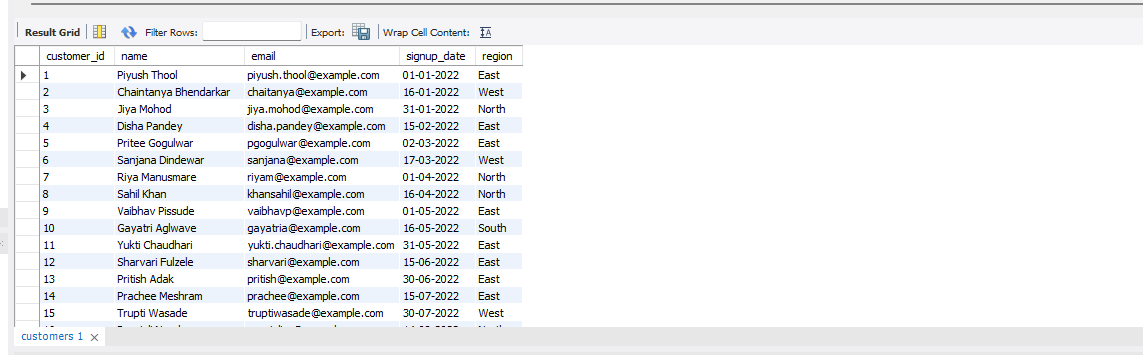 Result Grid Filter Rows: Export: Wrap Cell Content:
customer_id name email signup_date region
1 Piyush Thool piyush.thool@example.com 01-01-2022 East
2 Chaintanya Bhendarkar chaitanya@example.com 16-01-2022 West
3 Jiya Mohod jiya.mohod@example.com 31-01-2022 North
4 Disha Pandey disha.pandey@example.com 15-02-2022 East
5 Pritee Gogulwar pgogulwar@example.com 02-03-2022 East
6 Sanjana Dindewar sanjana@example.com 17-03-2022 West
7 Riya Manusmare riyam@example.com 01-04-2022 North
8 Sahil Khan khansahil@example.com 16-04-2022 North
9 Vaibhav Pissude vaibhavp@example.com 01-05-2022 East
10 Gayatri Aglwave gayatria@example.com 16-05-2022 South
11 Yukti Chaudhari yukti.chaudhari@example.com 31-05-2022 East
12 Sharvari Fulzele sharvari@example.com 15-06-2022 East
13 Pritish Adak pritish@example.com 30-06-2022 East
14 Prachee Meshram prachee@example.com 15-07-2022 East
15 Trupti Wasade truptiwasade@example.com 30-07-2022 West
customers 1